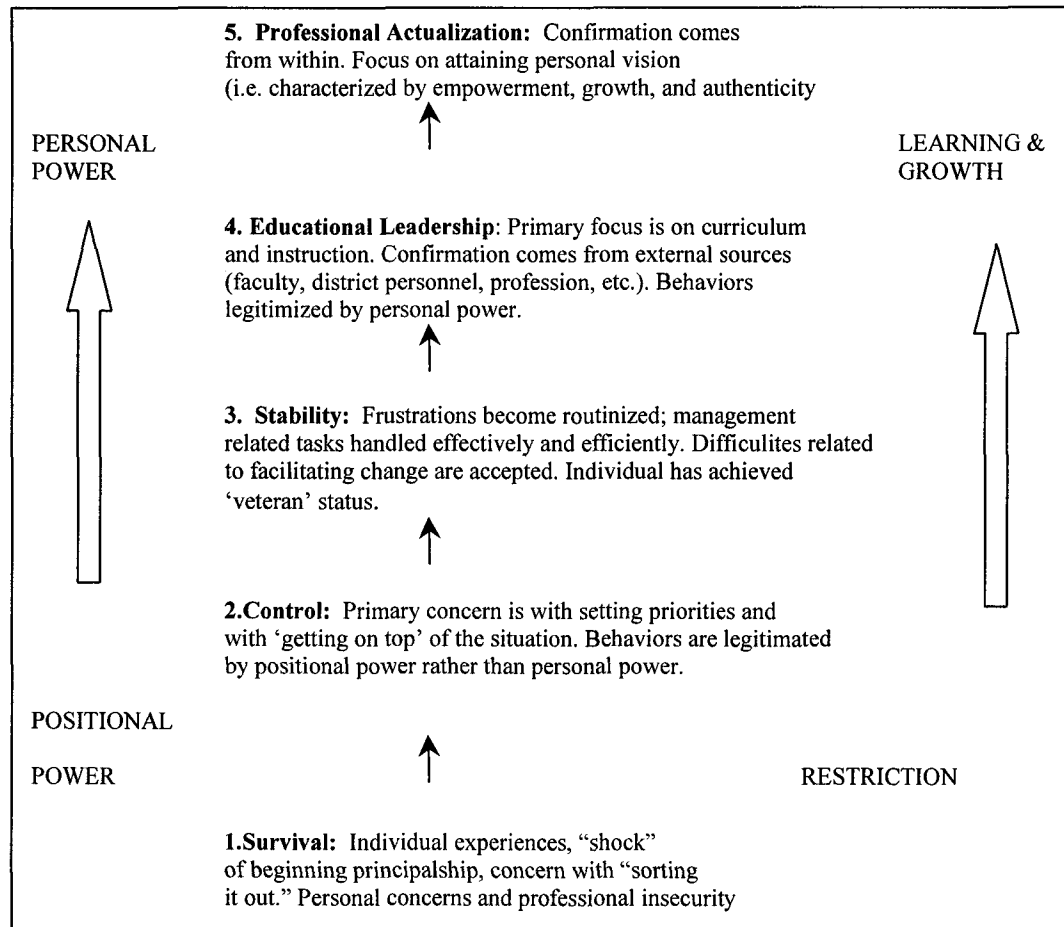 5. Professional Actualization: Confirmation comes
from within. Focus on attaining personal vision
(i.e. characterized by empowerment, growth, and authenticity
PERSONAL
POWER
LEARNING &
GROWTH
4. Educational Leadership: Primary focus is on curriculum
and instruction. Confirmation comes from external sources
(faculty, district personnel, profession, etc.). Behaviors
legitimized by personal power.
3. Stability: Frustrations become routinized; management
related tasks handled effectively and efficiently. Difficulites related
to facilitating change are accepted. Individual has achieved
‘veteran’ status.
2.Control: Primary concern is with setting priorities and
with ‘getting on top’ of the situation. Behaviors are legitimated
by positional power rather than personal power.
POSITIONAL
POWER
RESTRICTION
1.Survival: Individual experiences, “shock”
of beginning principalship, concern with “sorting
it out.” Personal concerns and professional insecurity